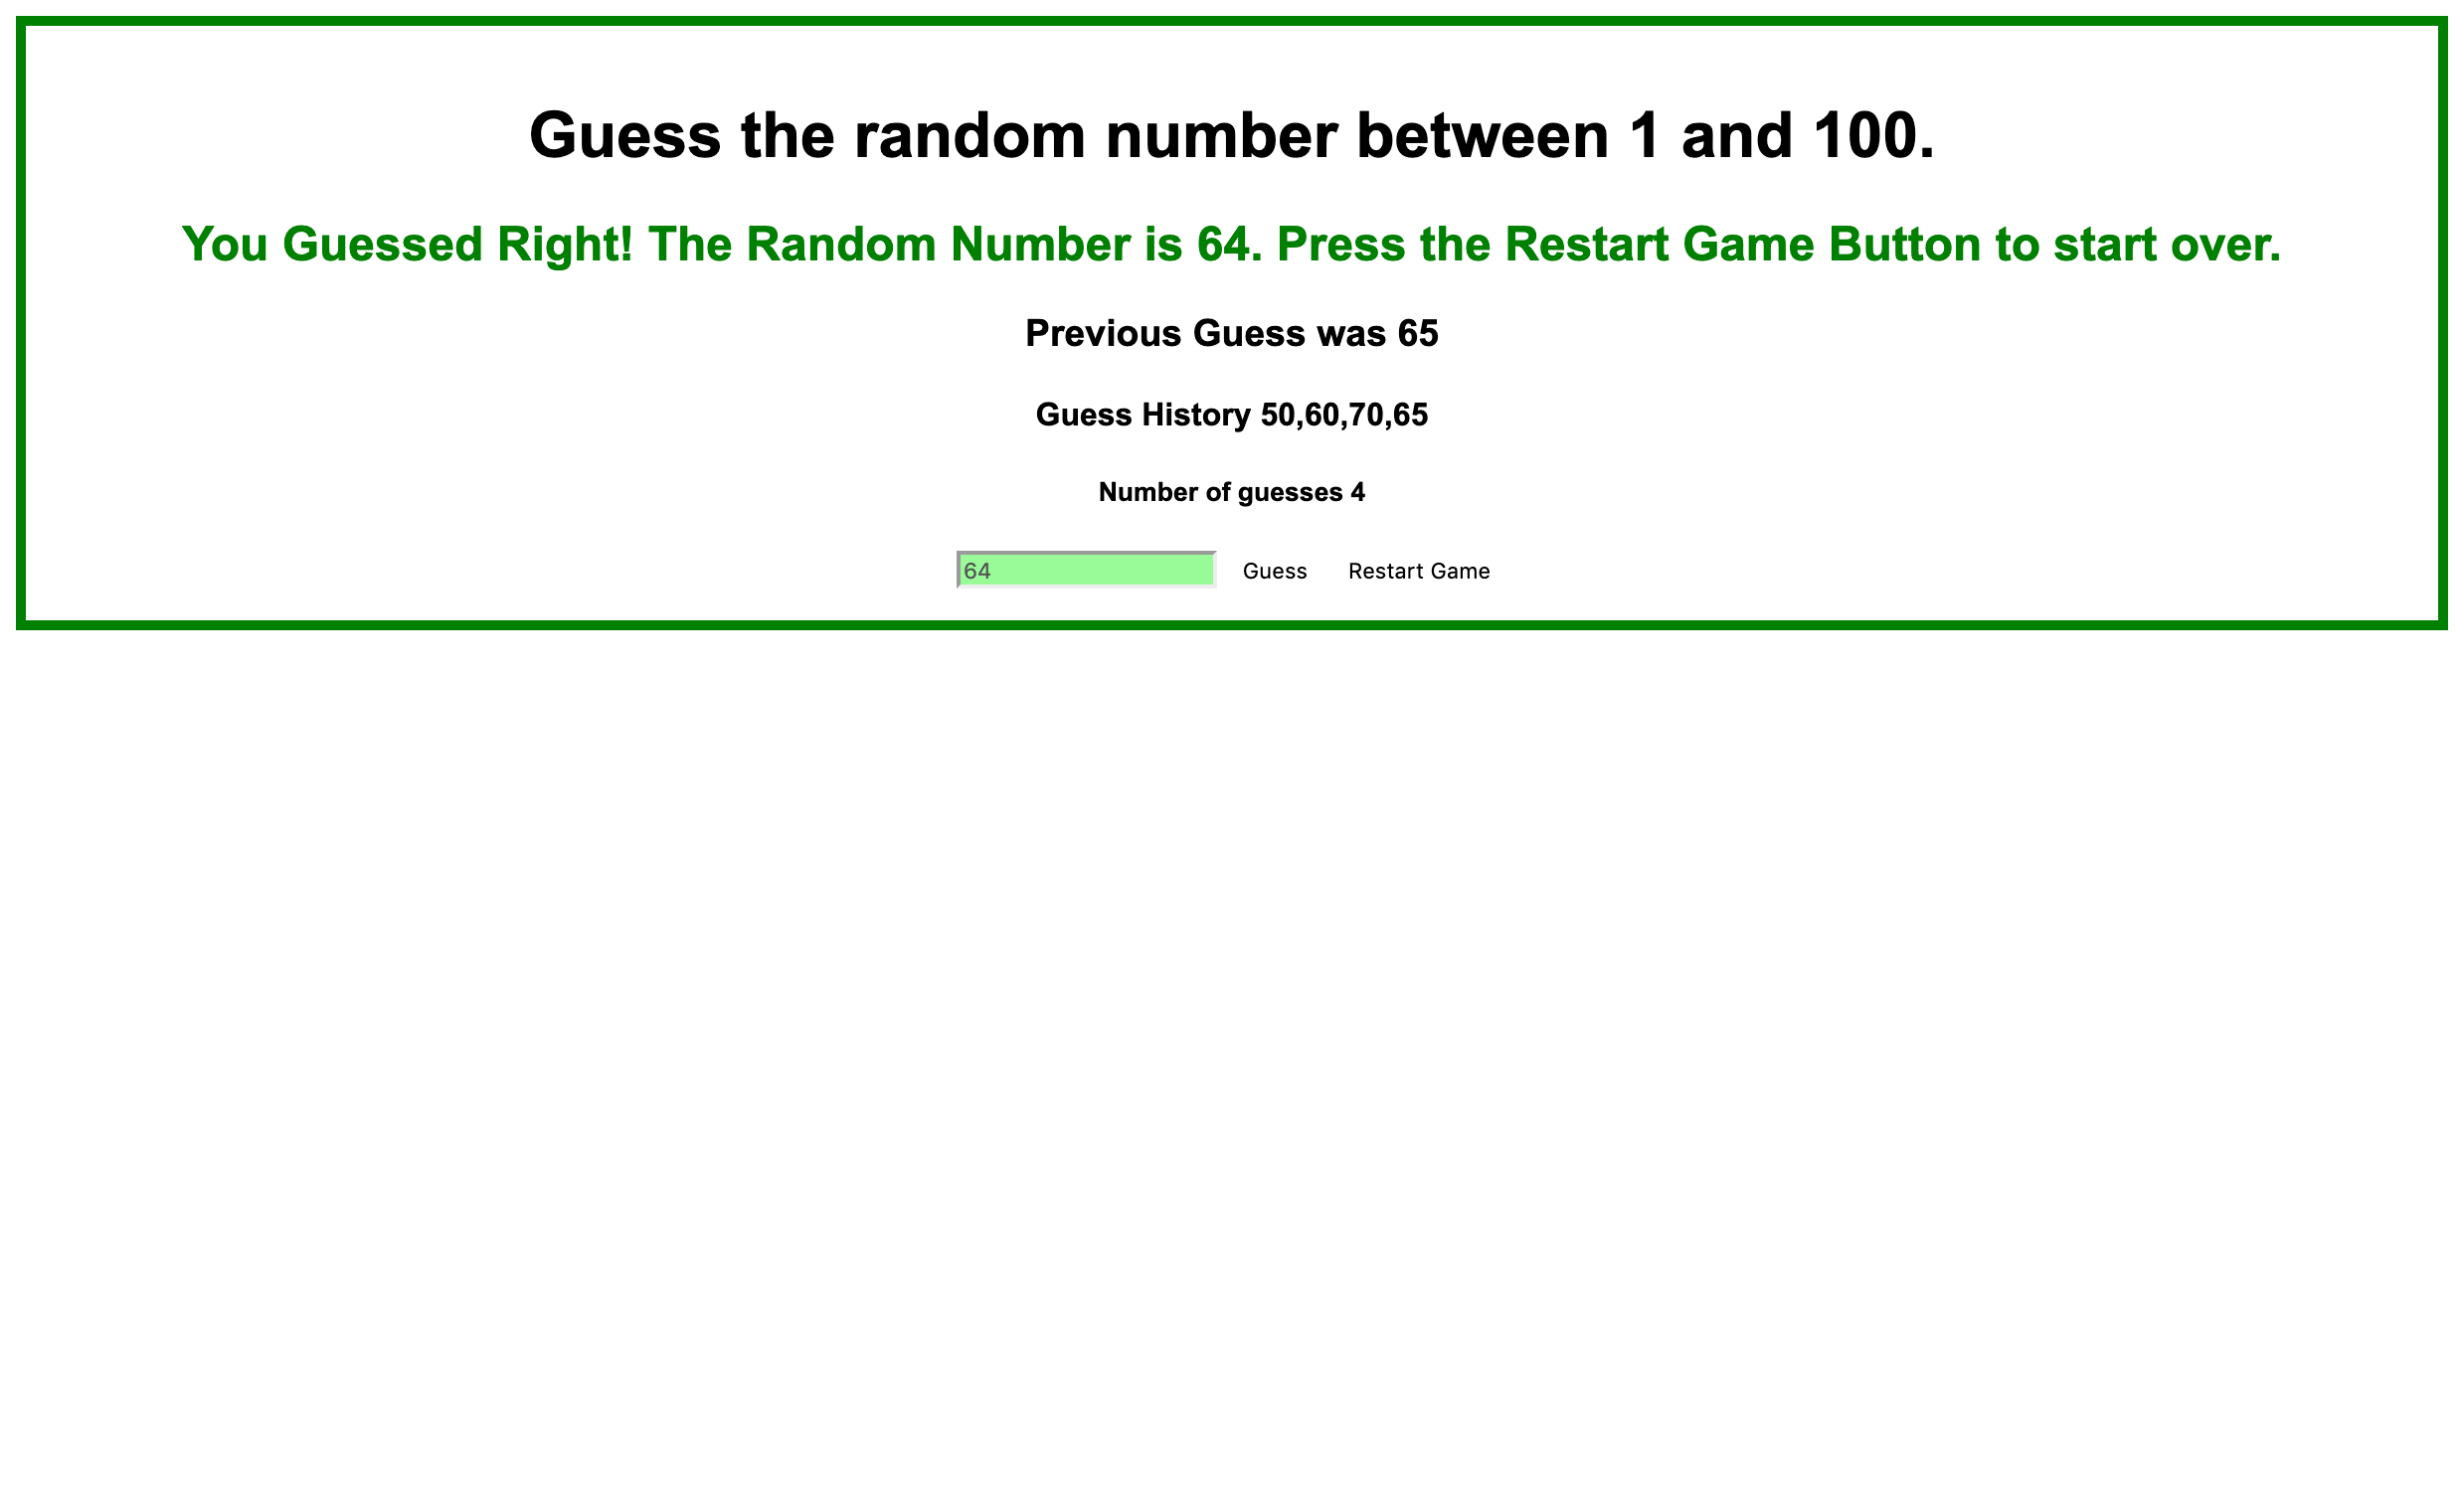 Guess the random number between 1 and 100.
You Guessed Right! The Random Number is 64. Press the Restart Game Button to start over.
Previous Guess was 65
Guess History 50,60,70,65
Number of guesses 4
64 Guess Restart Game